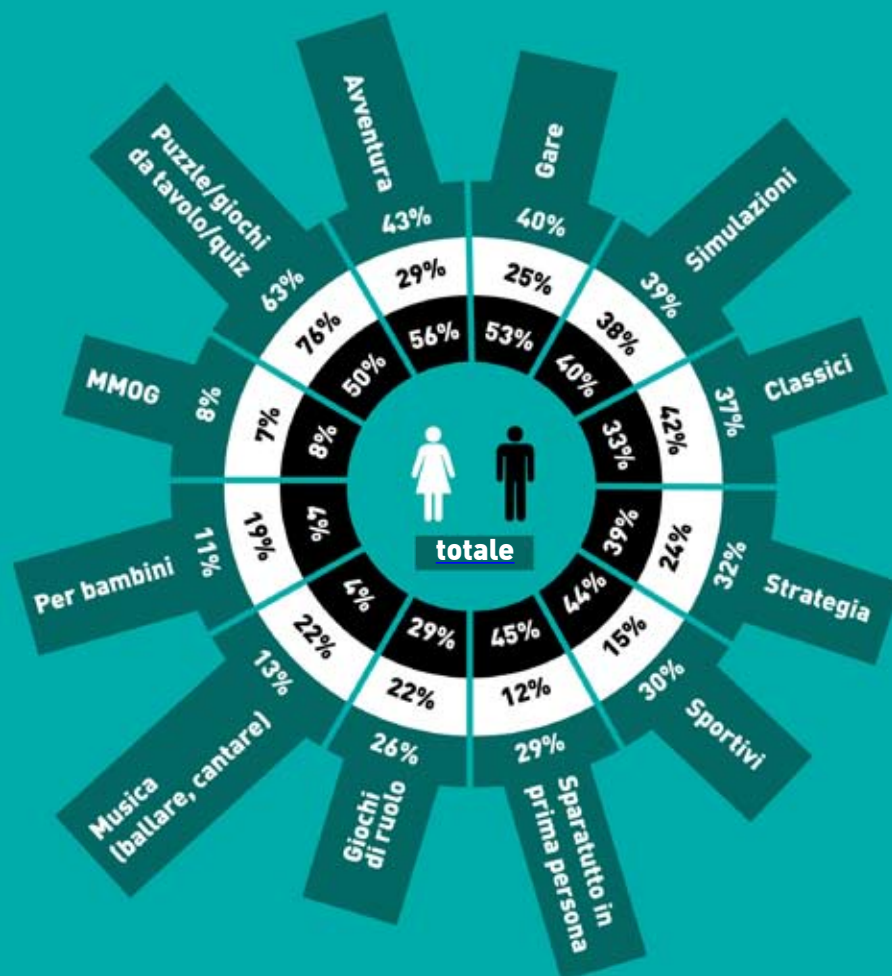 Avventura
43%
29%
56%
Gare
40%
25%
53%
Simulazioni
39%
38%
40%
Classici
37%
42%
33%
Strategia
32%
24%
39%
Sportivi
30%
15%
44%
Sparatutto in
prima persona
29%
12%
45%
Giochi
di ruolo
26%
22%
29%
Musica
(ballare, cantare)
13%
22%
4%
Per bambini
11%
19%
4%
MMOG
8%
7%
8%
Puzzle/giochi
da tavolo/quiz
63%
76%
50%
totale